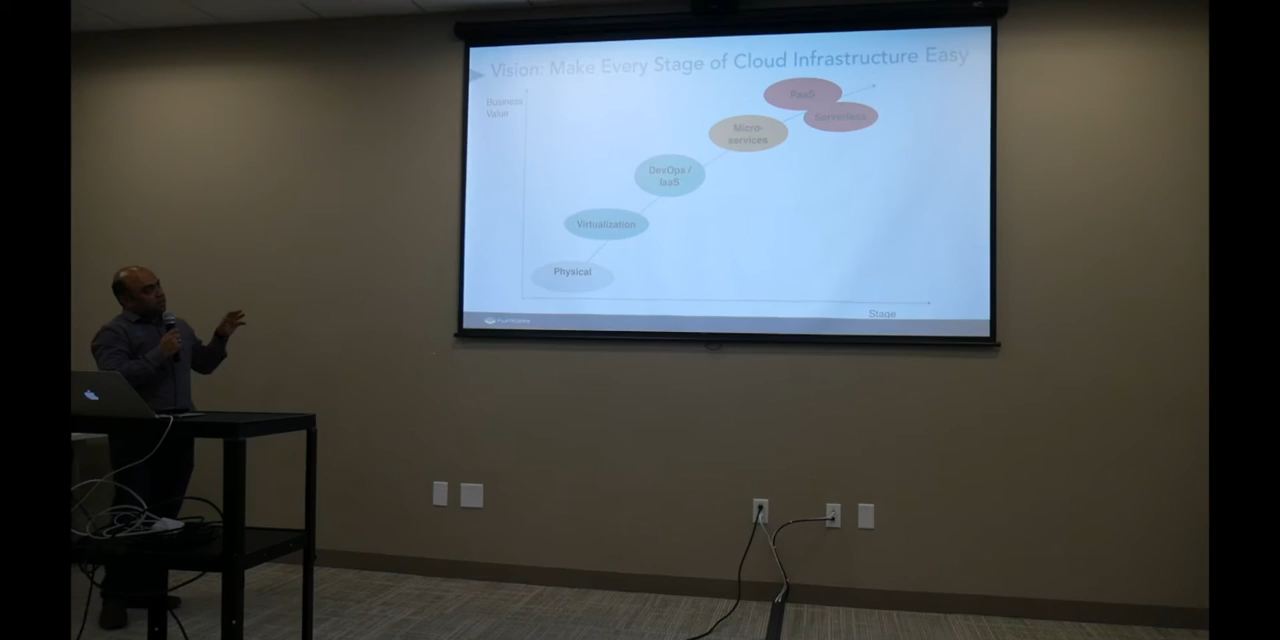 Vision: Make Every Stage of Cloud Infrastructure Easy
Business
Value
PaaS
Serverless
Micro-
services
DevOps /
IaaS
Virtualization
Physical
Stage